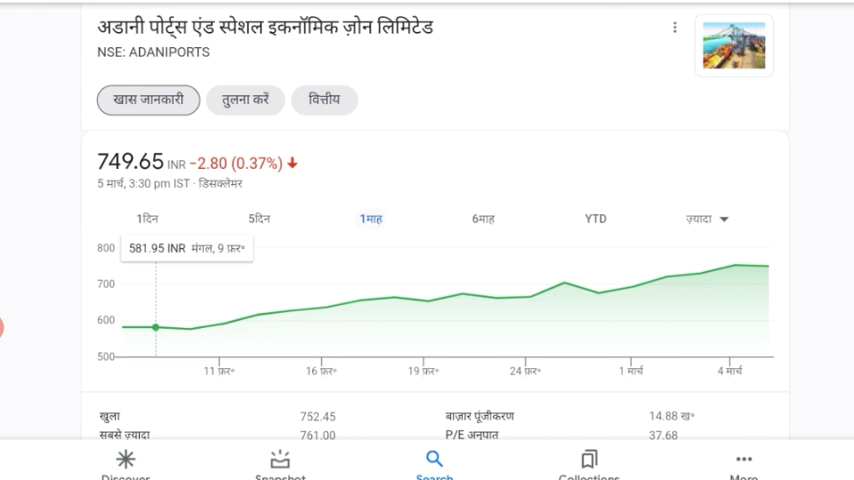 अडानी पोर्ट्स एंड स्पेशल इकनॉमिक ज़ोन लिमिटेड
NSE: ADANIPORTS
खास जानकारी तुलना करें वित्तीय
749.65 INR −2.80 (0.37%)
5 मार्च, 3:30 pm IST · डिसक्लेमर
1दिन 5दिन 1माह 6माह YTD ज़्यादा
800
581.95 INR मंगल, 9 फ़र॰
700
600
500
11 फ़र॰ 16 फ़र॰ 19 फ़र॰ 24 फ़र॰ 1 मार्च 4 मार्च
खुला 752.45 बाज़ार पूंजीकरण 14.88 ख॰
सबसे ज़्यादा 761.00 P/E अनुपात 37.68
Discover Snapshot Search Collections More